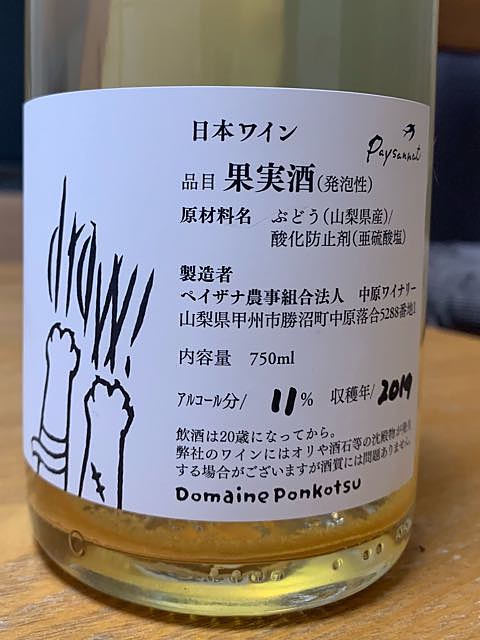 日本ワイン
Paysannat
品目 果実酒(発泡性)
原材料名 ぶどう(山梨県産)/
酸化防止剤(亜硫酸塩)
製造者
ペイザナ農事組合法人 中原ワイナリー
山梨県甲州市勝沼町中原落合5288番地1
内容量 750ml
アルコール分/ 11% 収穫年/2019
飲酒は20歳になってから。
弊社のワインにはオリや酒石等の沈殿物が発生
する場合がございますが酒質には問題ありません。
Domaine Ponkotsu
draw!